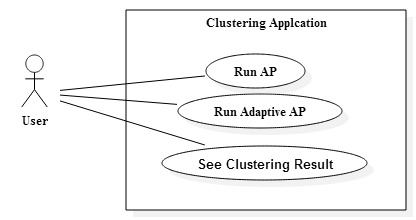 Clustering Applcation
Run AP
User
Run Adaptive AP
See Clustering Result